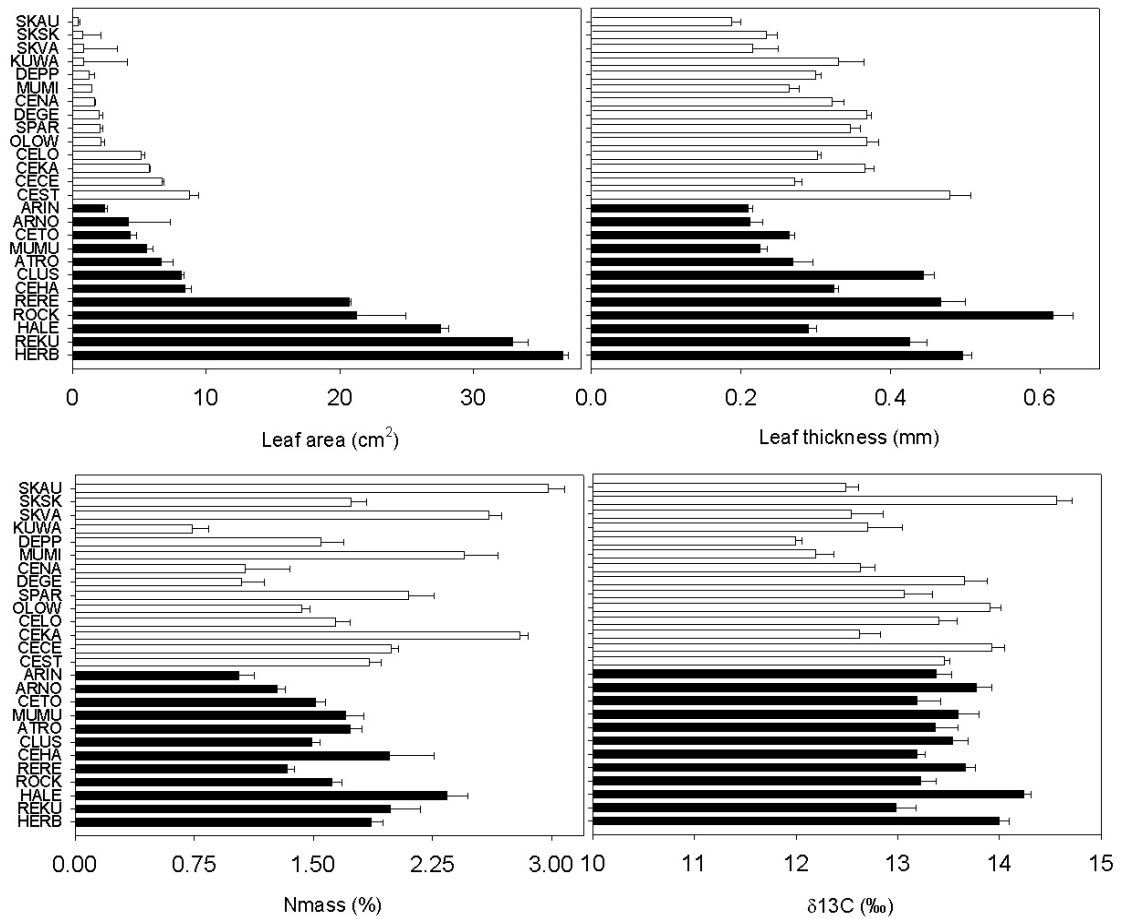 SKAU
SKSK
SKVA
KUWA
DEPP
MUMI
CENA
DEGE
SPAR
OLOW
CELO
CEKA
CECE
CEST
ARIN
ARNO
CETO
MUMU
ATRO
CLUS
CEHA
RERE
ROCK
HALE
REKU
HERB
0 10 20 30
Leaf area (cm2)
0.0 0.2 0.4 0.6
Leaf thickness (mm)
SKAU
SKSK
SKVA
KUWA
DEPP
MUMI
CENA
DEGE
SPAR
OLOW
CELO
CEKA
CECE
CEST
ARIN
ARNO
CETO
MUMU
ATRO
CLUS
CEHA
RERE
ROCK
HALE
REKU
HERB
0.00 0.75 1.50 2.25 3.00
Nmass (%)
10 11 12 13 14 15
δ13C (‰)